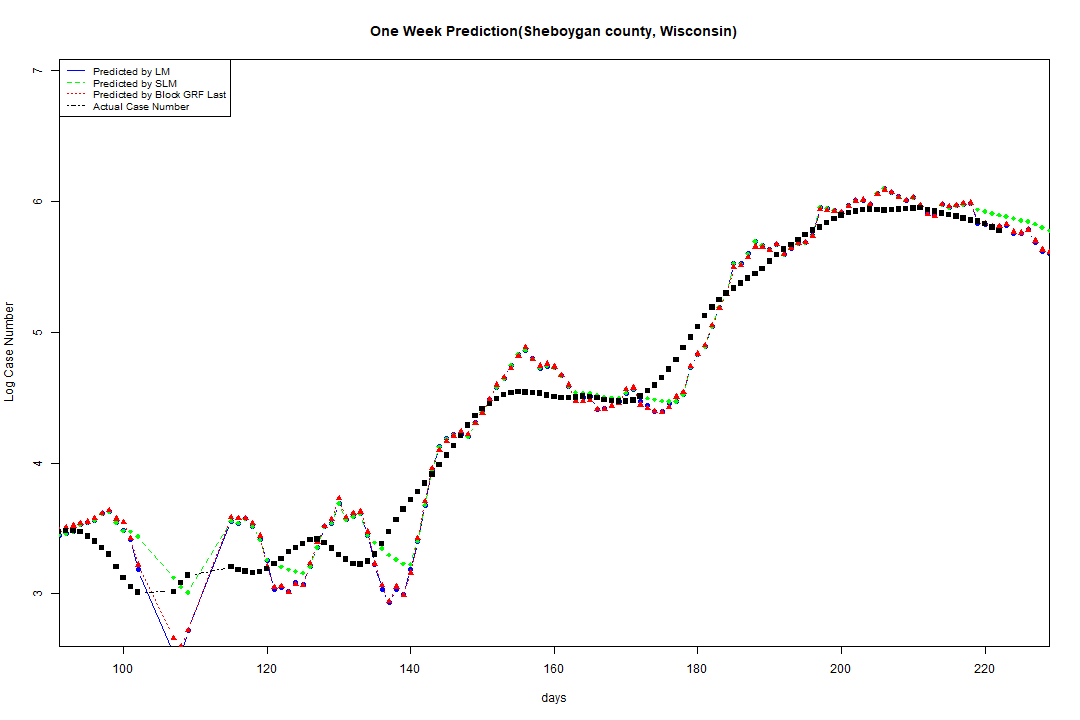 One Week Prediction(Sheboygan county, Wisconsin)
7
Predicted by LM
Predicted by SLM
Predicted by Block GRF Last
Actual Case Number
6
5
4
3
Log Case Number
100 120 140 160 180 200 220
days